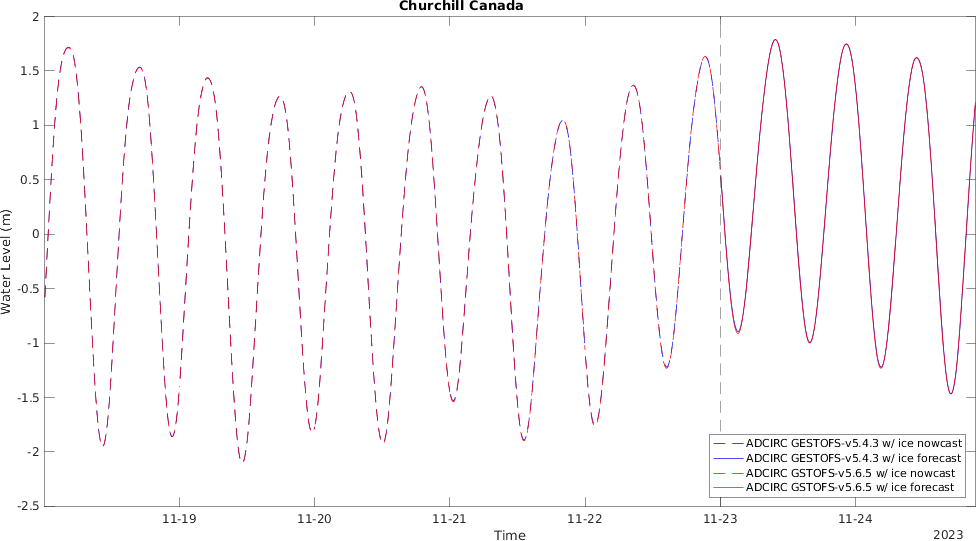 Churchill Canada
2
1.5
1
0.5
0
-0.5
-1
-1.5
-2
-2.5
Water Level (m)
11-19
11-20
11-21
11-22
11-23
11-24
Time
2023
ADCIRC GESTOFS-v5.4.3 w/ ice nowcast
ADCIRC GESTOFS-v5.4.3 w/ ice forecast
ADCIRC GSTOFS-v5.6.5 w/ ice nowcast
ADCIRC GSTOFS-v5.6.5 w/ ice forecast